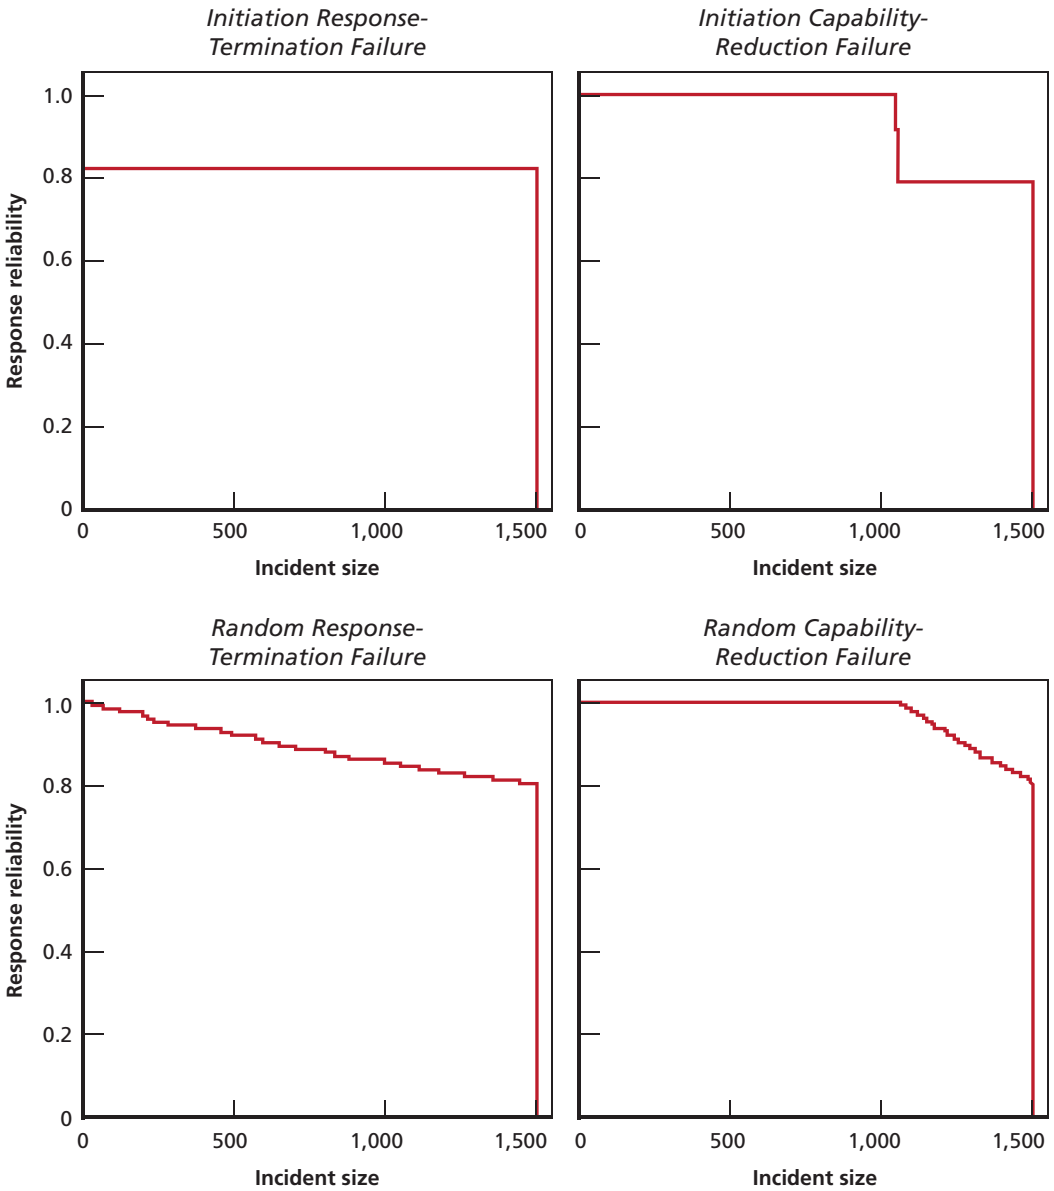 Initiation Response-
Termination Failure
Initiation Capability-
Reduction Failure
Response reliability
1.0
0.8
0.6
0.4
0.2
0
0
500
1,000
1,500
Incident size
0
500
1,000
1,500
Incident size
Random Response-
Termination Failure
Random Capability-
Reduction Failure
Response reliability
1.0
0.8
0.6
0.4
0.2
0
0
500
1,000
1,500
Incident size
0
500
1,000
1,500
Incident size